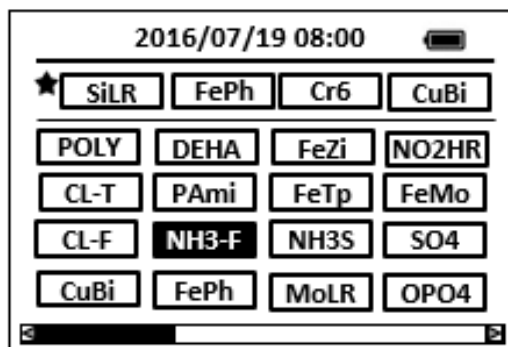 2016/07/19 08:00
SiLR FePh Cr6 CuBi
POLY DEHA FeZi NO2HR
CL-T PAmi FeTp FeMo
CL-F NH3-F NH3S SO4
CuBi FePh MoLR OPO4